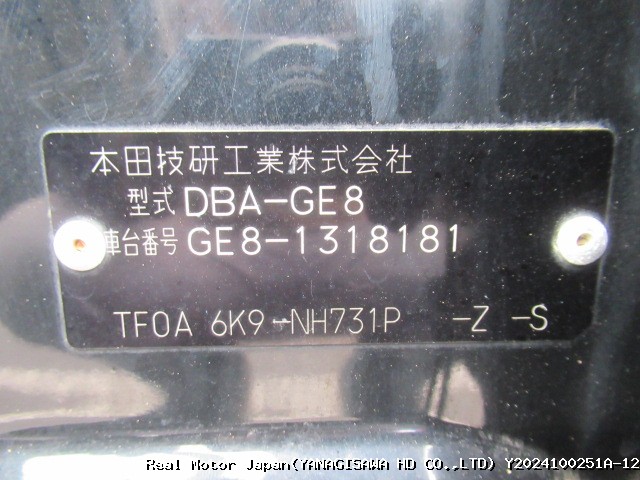 本田技研工業株式会社
型式 DBA-GE8
車台番号 GE8-1318181
TF0A 6K9-NH731P -Z -S
Real Motor Japan(YANAGISAWA HD CO.,LTD) Y2024100251A-12